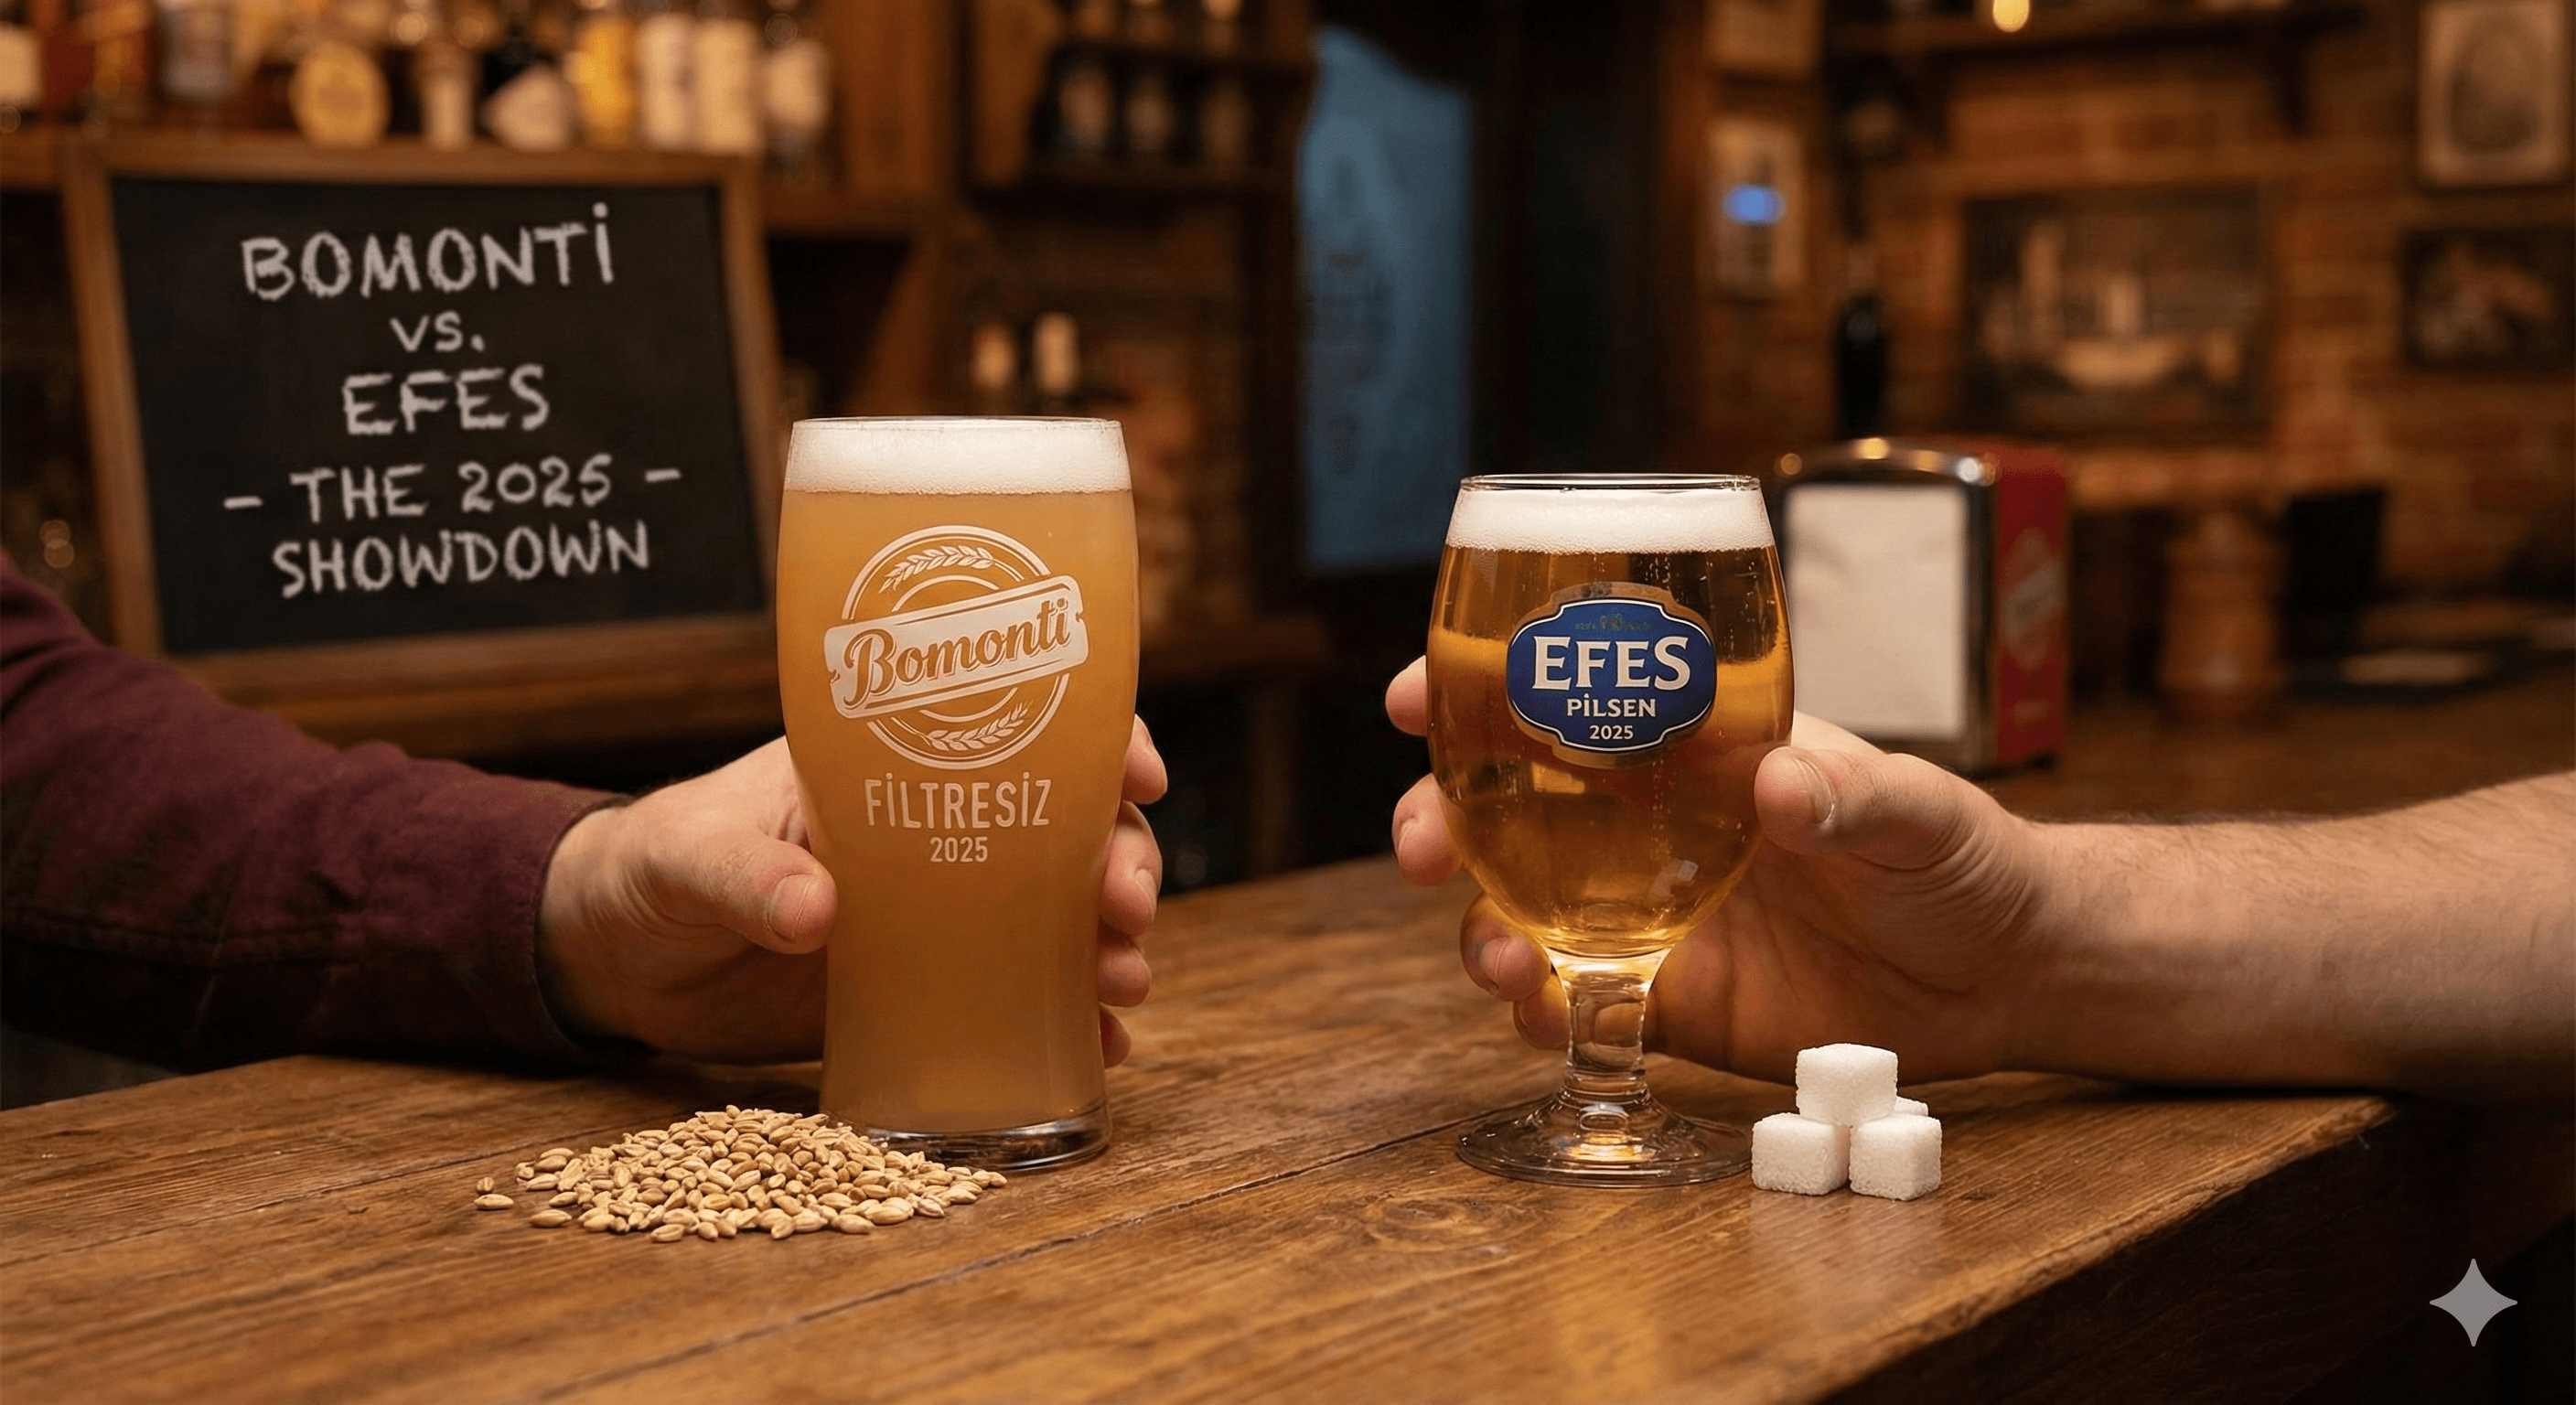 BOMONTİ
vs.
EFES
- THE 2025 -
SHOWDOWN
Bomonti
FİLTRESİZ
2025
EFES
PİLSEN
2025